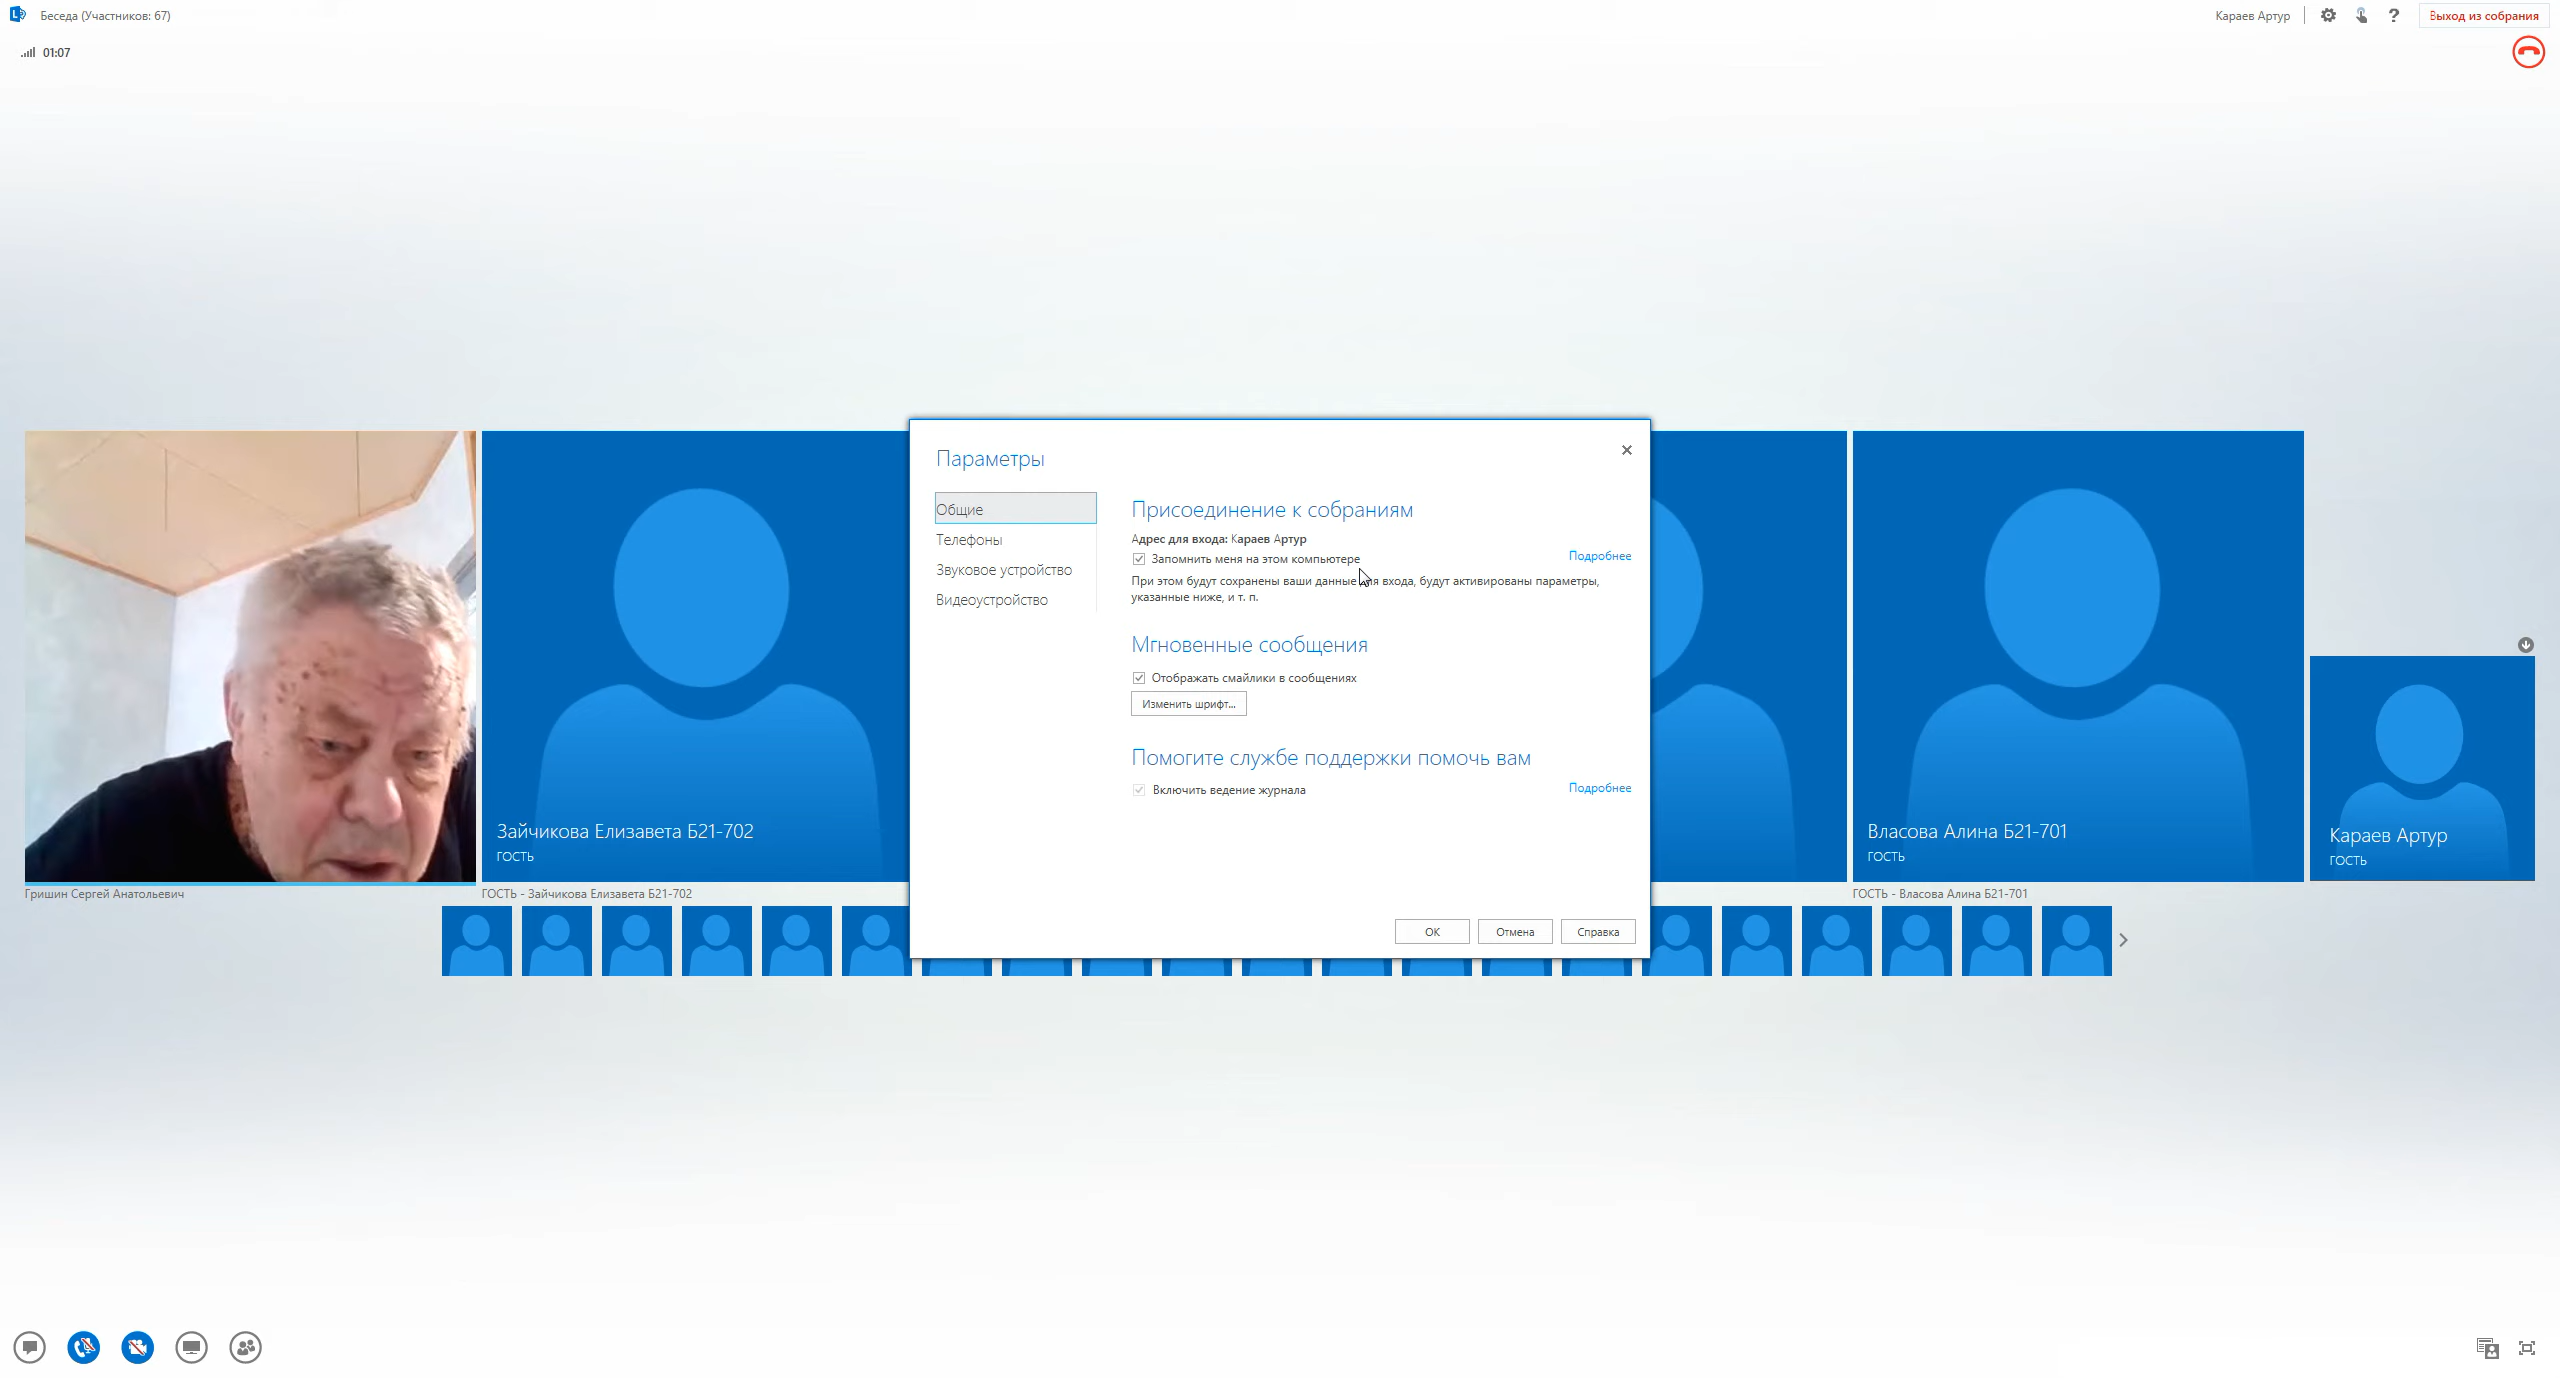 Беседа (Участников: 67)
Караев Артур
?
Выход из собрания
01:07
Параметры
Общие
Телефоны
Звуковое устройство
Видеоустройство
Присоединение к собраниям
Адрес для входа: Караев Артур
Запомнить меня на этом компьютере
Подробнее
При этом будут сохранены ваши данные входа, будут активированы параметры,
указанные ниже, и т. п.
Мгновенные сообщения
Отображать смайлики в сообщениях
Изменить шрифт...
Помогите службе поддержки помочь вам
Включить ведение журнала
Подробнее
ОК
Отмена
Справка
Зайчикова Елизавета Б21-702
ГОСТЬ
Власова Алина Б21-701
ГОСТЬ
Караев Артур
ГОСТЬ
Гришин Сергей Анатольевич
ГОСТЬ - Зайчикова Елизавета Б21-702
ГОСТЬ - Власова Алина Б21-701